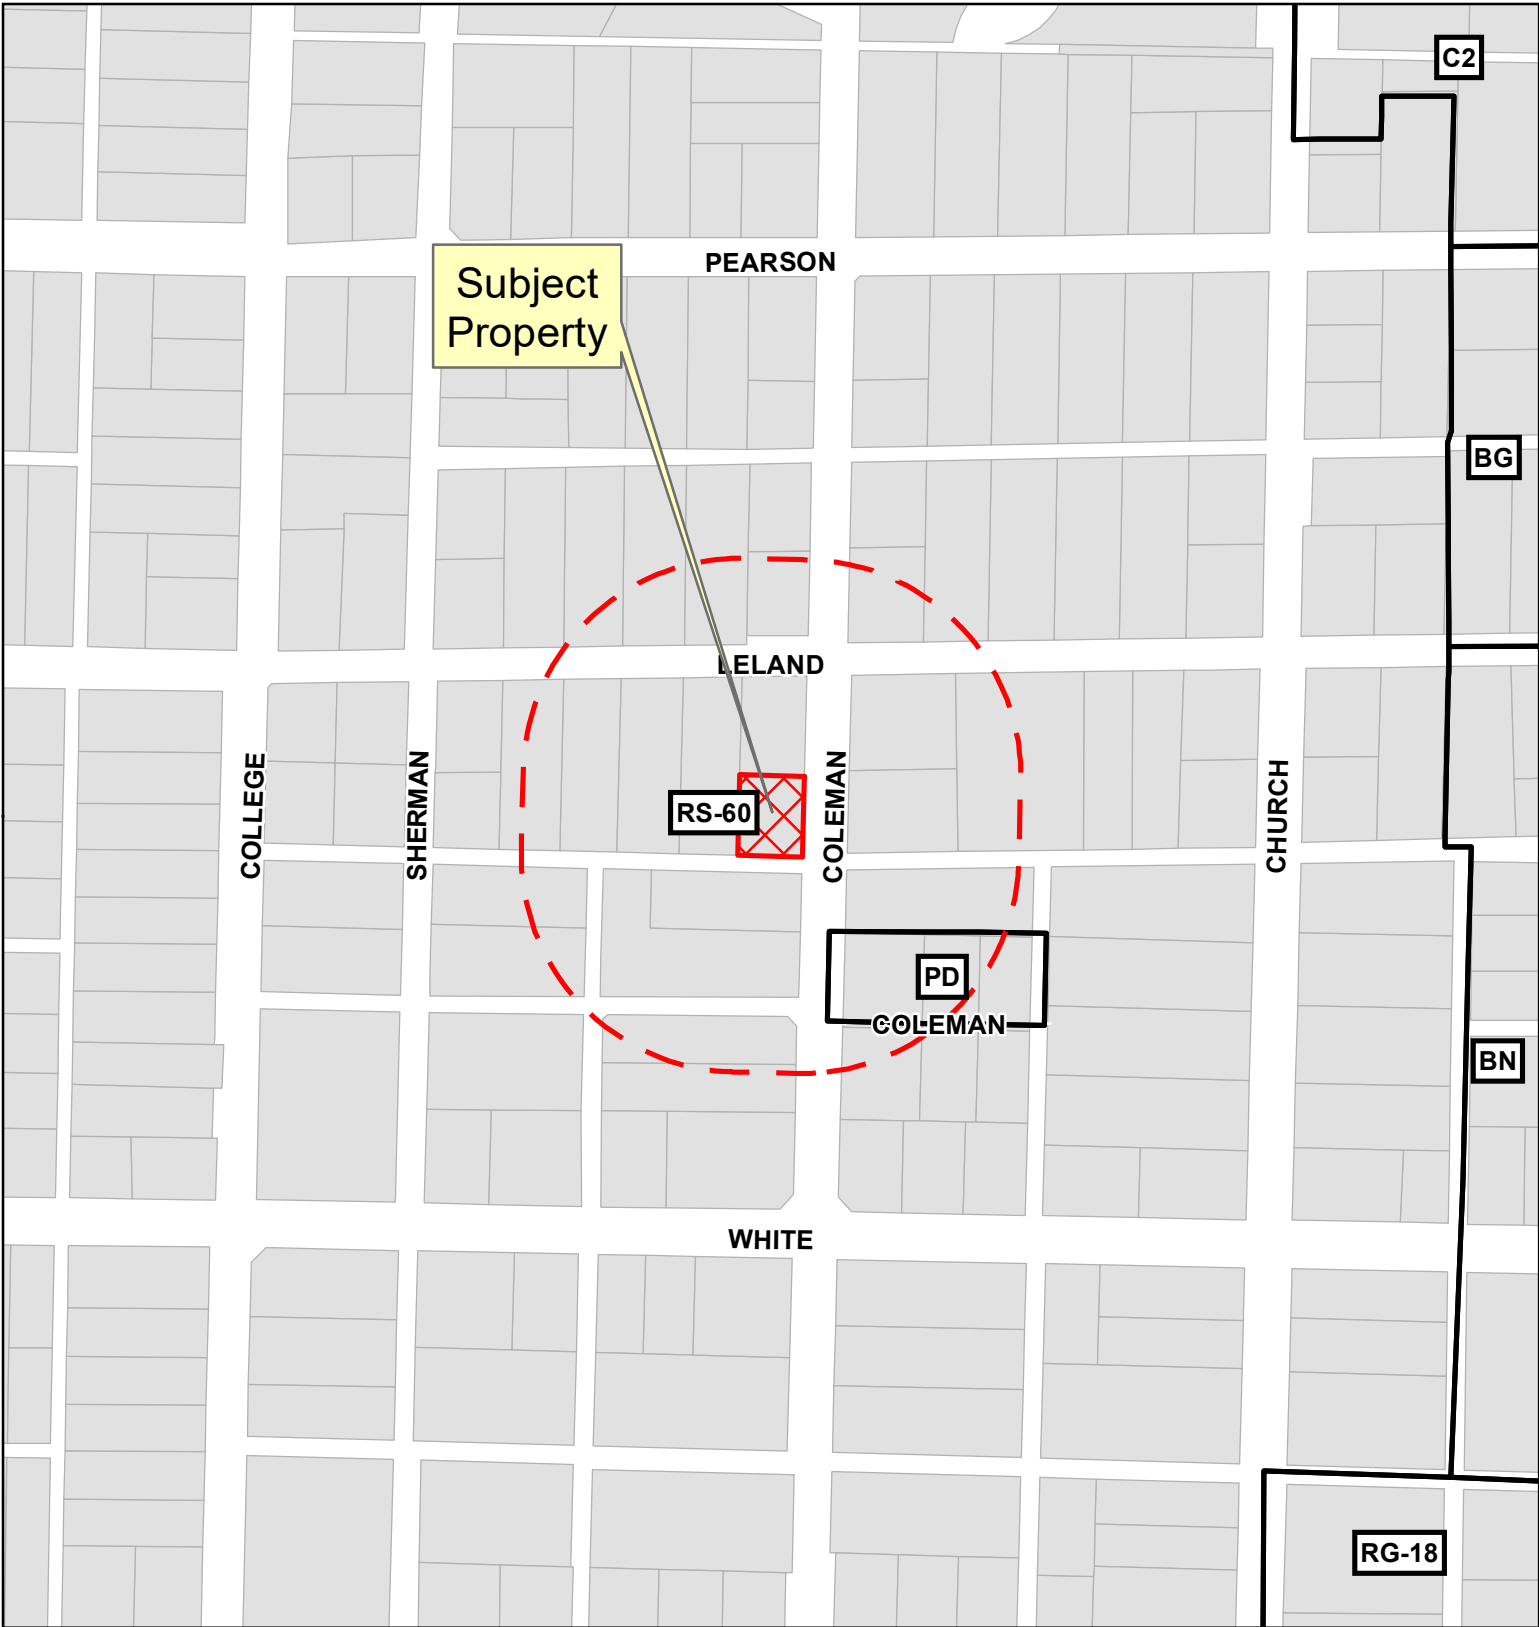 C2
PEARSON
Subject
Property
BG
LELAND
COLLEGE
SHERMAN
RS-60
COLEMAN
CHURCH
PD
COLEMAN
BN
WHITE
RG-18